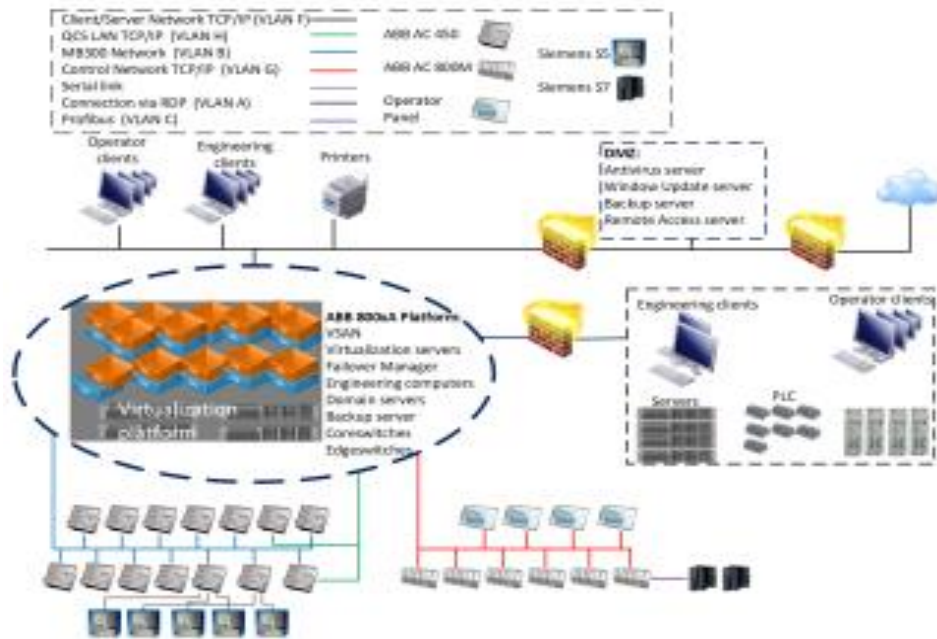 Client/Server Network TCP/IP (VLAN F)
QCS LAN TCP/IP (VLAN H)
MB300 Network (VLAN B)
Control Network TCP/IP (VLAN G)
Serial link
Connection via RDP (VLAN A)
Profibus (VLAN C)
ABB AC 450
ABB AC 800M
Operator
Panel
Siemens S5
Siemens S7
Operator
clients
Engineering
clients
Printers
DMZ:
Antivirus server
Window Update server
Backup server
Remote Access server
ABB 800xA Platform
VSAN
Virtualization servers
Failover Manager
Engineering computers
Domain servers
Backup server
Coreswitches
Edgeswitches
Virtualization
platform
Engineering clients
Operator clients
Servers
PLC